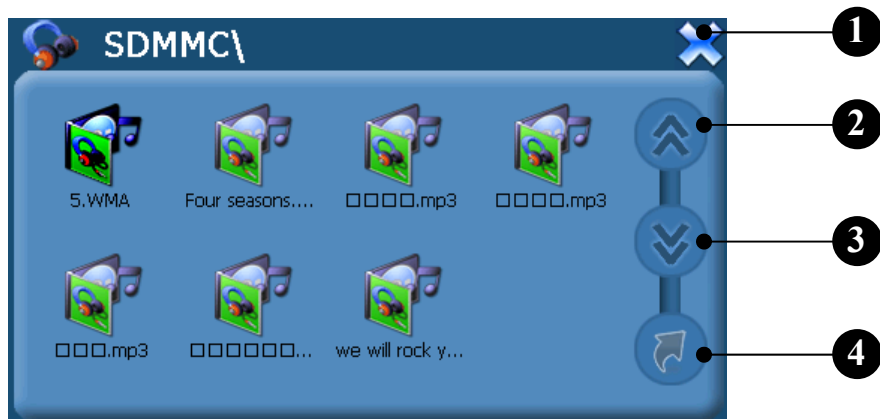 SDMMC\
1
2
5.WMA Four seasons.... □□□□.mp3 □□□□.mp3
3
□□□.mp3 □□□□□□... we will rock y...
4